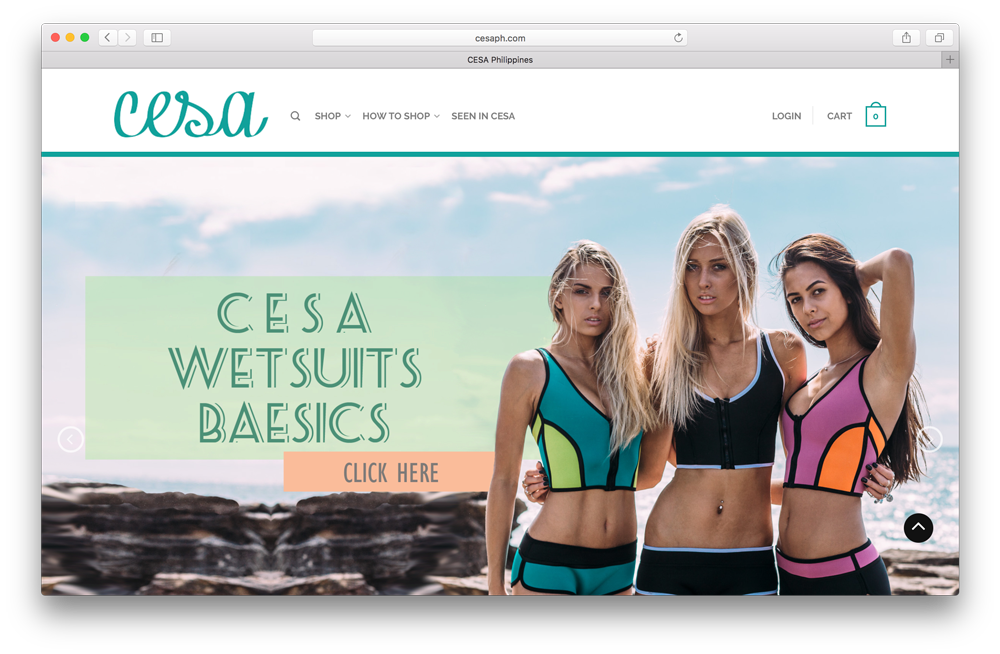 cesaph.com
CESA Philippines
cesa
SHOP
HOW TO SHOP
SEEN IN CESA
LOGIN
CART
0
CESA
WETSUITS
BAESICS
CLICK HERE